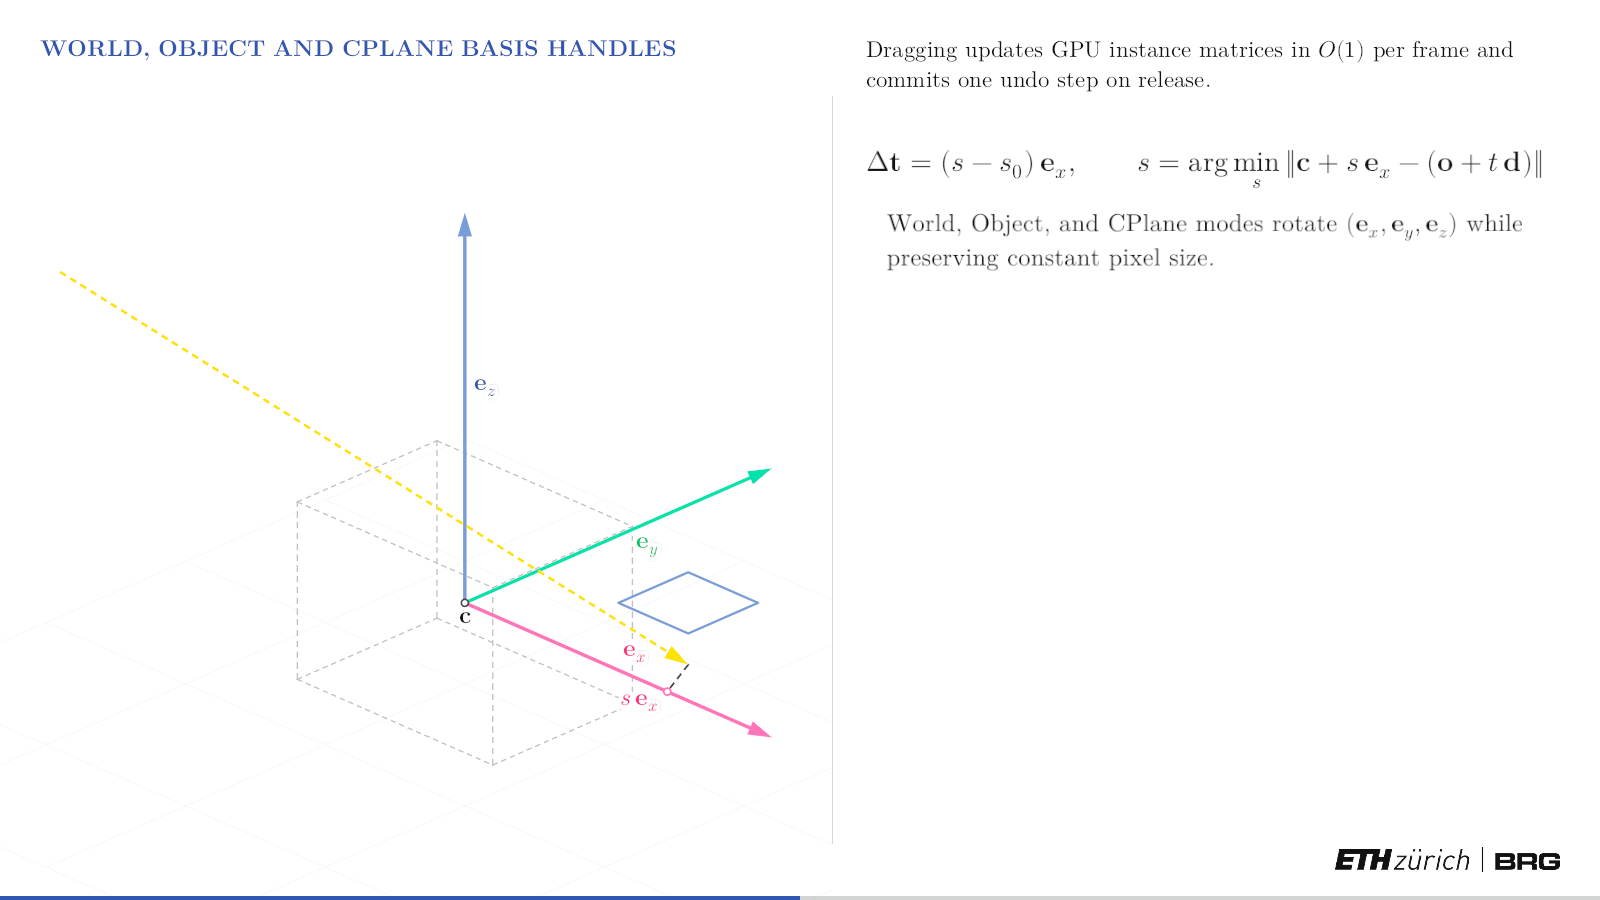 WORLD, OBJECT AND CPLANE BASIS HANDLES
Dragging updates GPU instance matrices in O(1) per frame and
commits one undo step on release.
Δt = (s − s₀) eₓ,  s = arg min ‖c + s eₓ − (o + t d)‖
s
World, Object, and CPlane modes rotate (eₓ, e_y, e_z) while
preserving constant pixel size.
e_z
e_y
c
eₓ
s eₓ
ETH zürich | BRG